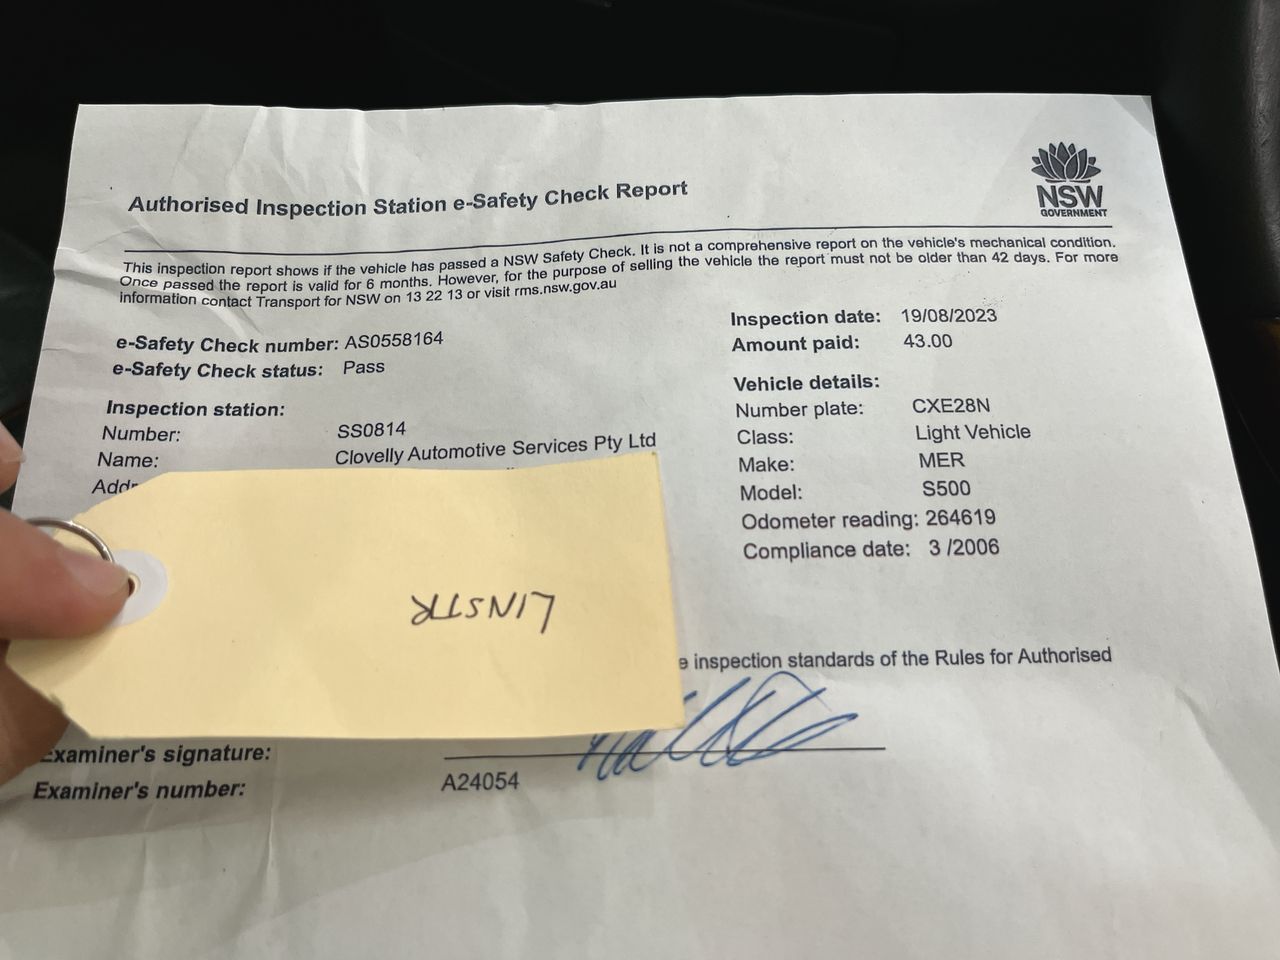 Authorised Inspection Station e-Safety Check Report
NSW
GOVERNMENT
This inspection report shows if the vehicle has passed a NSW Safety Check. It is not a comprehensive report on the vehicle's mechanical condition.
Once passed the report is valid for 6 months. However, for the purpose of selling the vehicle the report must not be older than 42 days. For more
information contact Transport for NSW on 13 22 13 or visit rms.nsw.gov.au
e-Safety Check number: AS0558164
e-Safety Check status: Pass
Inspection station:
Number: SS0814
Name: Clovelly Automotive Services Pty Ltd
Inspection date: 19/08/2023
Amount paid: 43.00
Vehicle details:
Number plate: CXE28N
Class: Light Vehicle
Make: MER
Model: S500
Odometer reading: 264619
Compliance date: 3 /2006
inspection standards of the Rules for Authorised
Examiner's signature:
Examiner's number: A24054